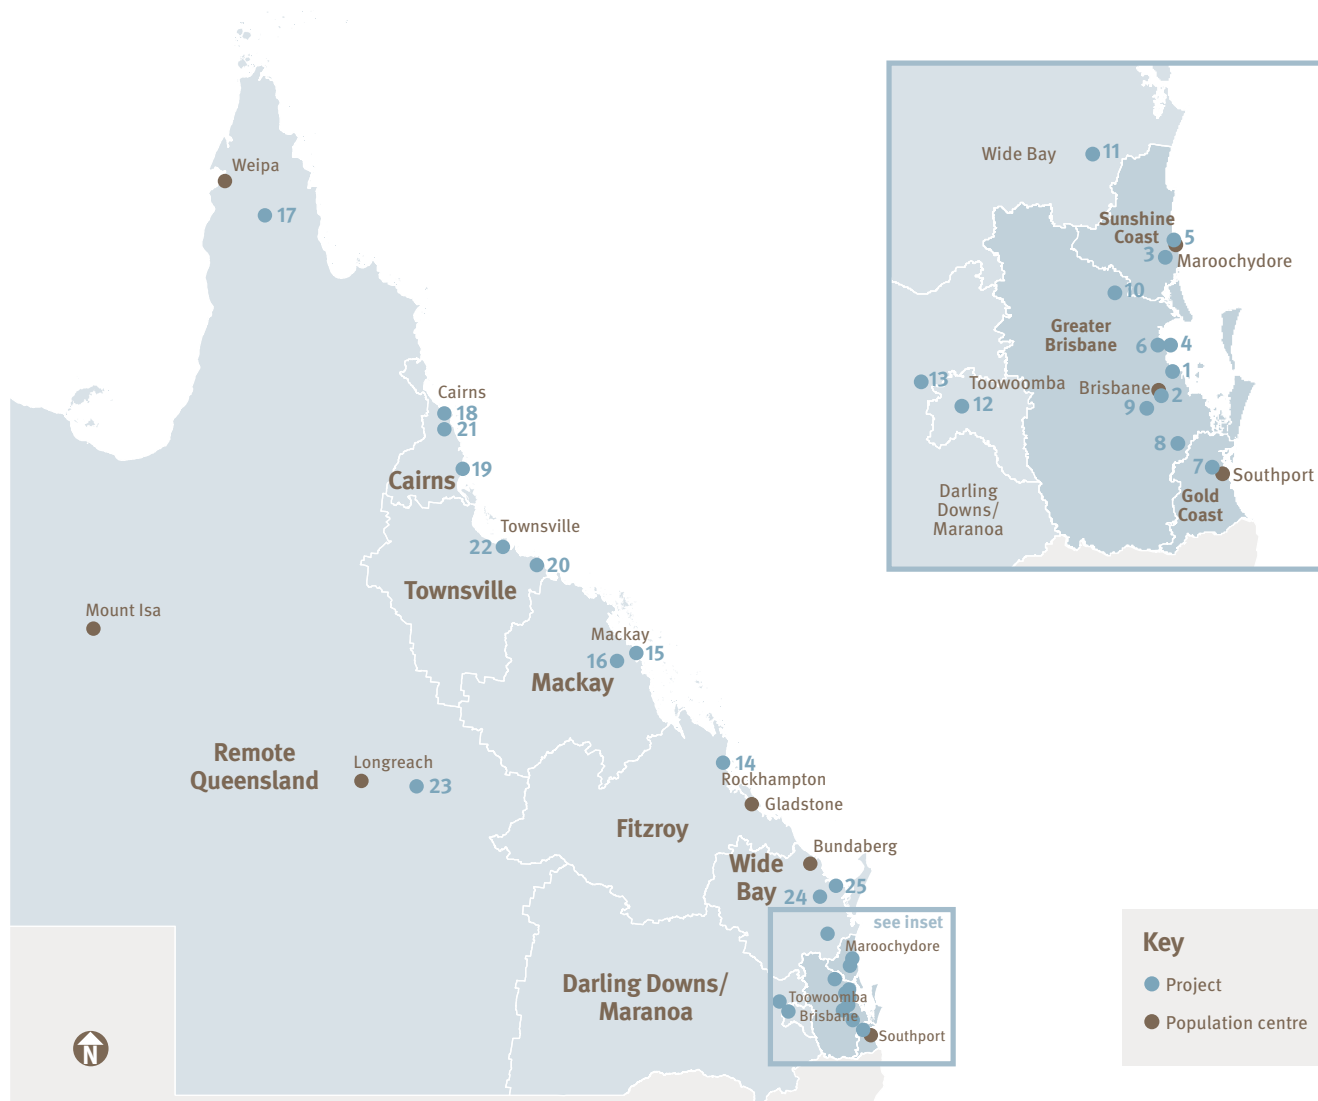 Weipa
17
Cairns
18
21
19
Cairns
Townsville
22
20
Townsville
Mount Isa
Mackay
15
16
Mackay
Remote
Queensland
Longreach
23
14
Rockhampton
Gladstone
Fitzroy
Bundaberg
Wide
Bay
25
24
see inset
Maroochydore
Darling Downs/
Maranoa
Toowoomba
Brisbane
Southport
N
Wide Bay
11
Sunshine
Coast
5
3
Maroochydore
10
Greater
Brisbane
6
4
1
13
Toowoomba
Brisbane
2
12
9
8
7
Southport
Darling
Downs/
Maranoa
Gold
Coast
Key
Project
Population centre